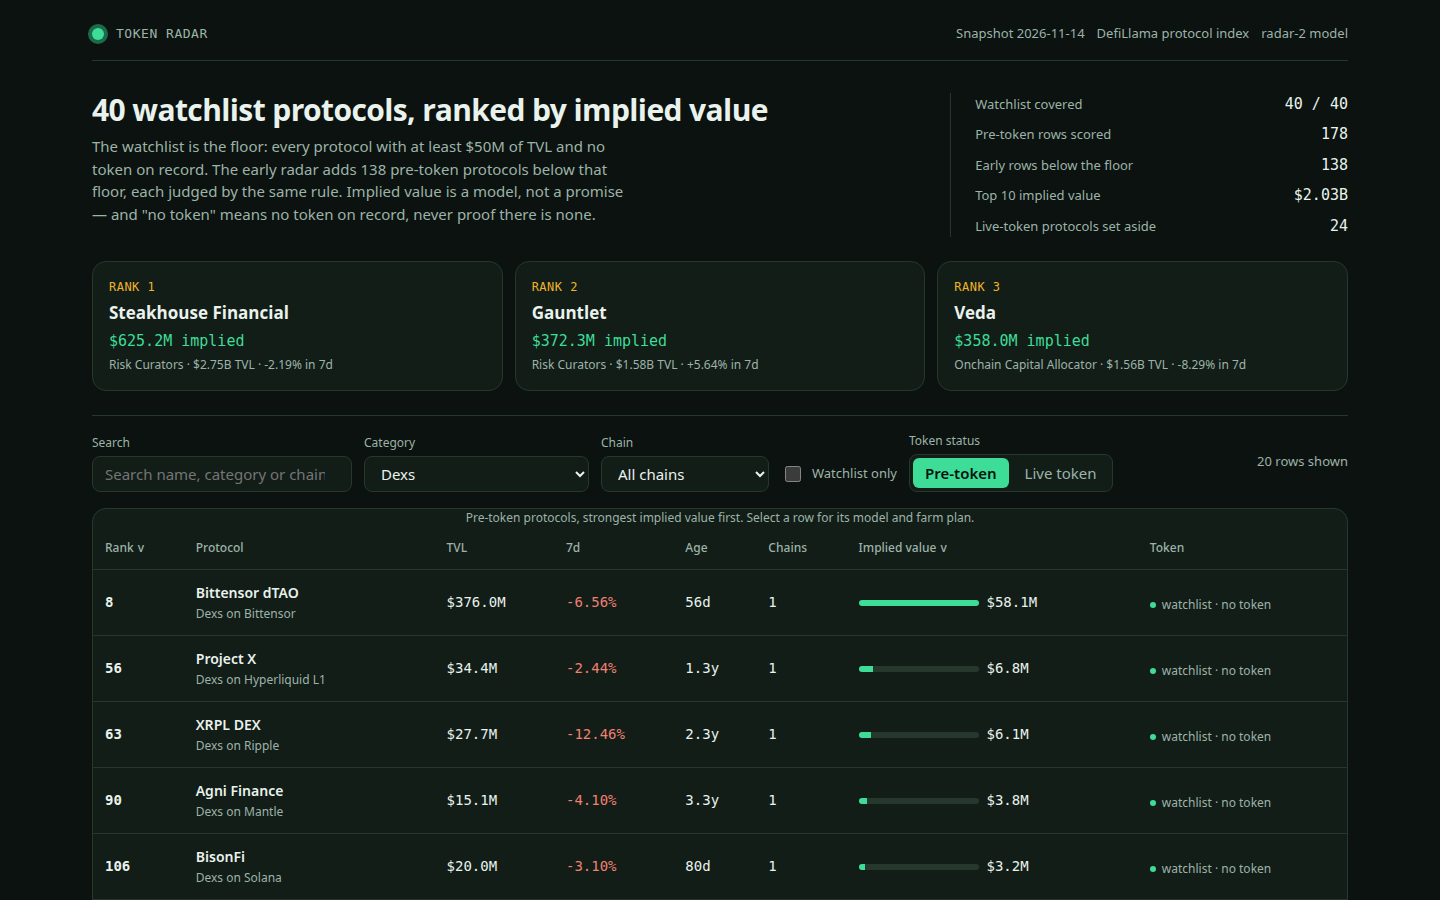 TOKEN RADAR
Snapshot 2026-11-14 DefiLlama protocol index radar-2 model
40 watchlist protocols, ranked by implied value
The watchlist is the floor: every protocol with at least $50M of TVL and no
token on record. The early radar adds 138 pre-token protocols below that
floor, each judged by the same rule. Implied value is a model, not a promise
— and "no token" means no token on record, never proof there is none.
Watchlist covered 40 / 40
Pre-token rows scored 178
Early rows below the floor 138
Top 10 implied value $2.03B
Live-token protocols set aside 24
RANK 1
Steakhouse Financial
$625.2M implied
Risk Curators · $2.75B TVL · -2.19% in 7d
RANK 2
Gauntlet
$372.3M implied
Risk Curators · $1.58B TVL · +5.64% in 7d
RANK 3
Veda
$358.0M implied
Onchain Capital Allocator · $1.56B TVL · -8.29% in 7d
Search
Search name, category or chain
Category
Dexs
Chain
All chains
Watchlist only
Token status
Pre-token Live token
20 rows shown
Pre-token protocols, strongest implied value first. Select a row for its model and farm plan.
Rank v Protocol TVL 7d Age Chains Implied value v Token
8 Bittensor dTAO $376.0M -6.56% 56d 1 $58.1M watchlist · no token
Dexs on Bittensor
56 Project X $34.4M -2.44% 1.3y 1 $6.8M watchlist · no token
Dexs on Hyperliquid L1
63 XRPL DEX $27.7M -12.46% 2.3y 1 $6.1M watchlist · no token
Dexs on Ripple
90 Agni Finance $15.1M -4.10% 3.3y 1 $3.8M watchlist · no token
Dexs on Mantle
106 BisonFi $20.0M -3.10% 80d 1 $3.2M watchlist · no token
Dexs on Solana